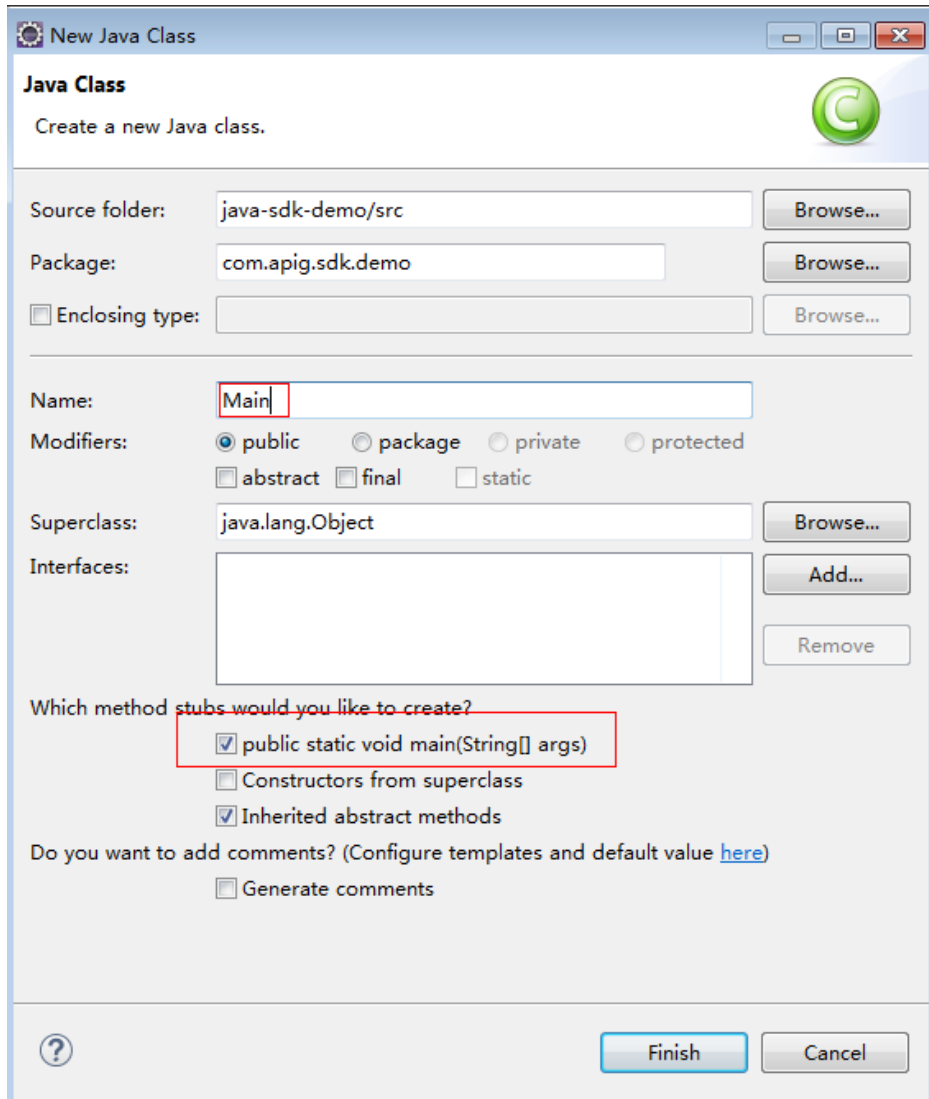 New Java Class
Java Class
Create a new Java class.
Source folder: java-sdk-demo/src Browse...
Package: com.apig.sdk.demo Browse...
Enclosing type: Browse...
Name: Main
Modifiers: public package private protected
abstract final static
Superclass: java.lang.Object Browse...
Interfaces: Add...
Remove
Which method stubs would you like to create?
public static void main(String[] args)
Constructors from superclass
Inherited abstract methods
Do you want to add comments? (Configure templates and default value here)
Generate comments
? Finish Cancel